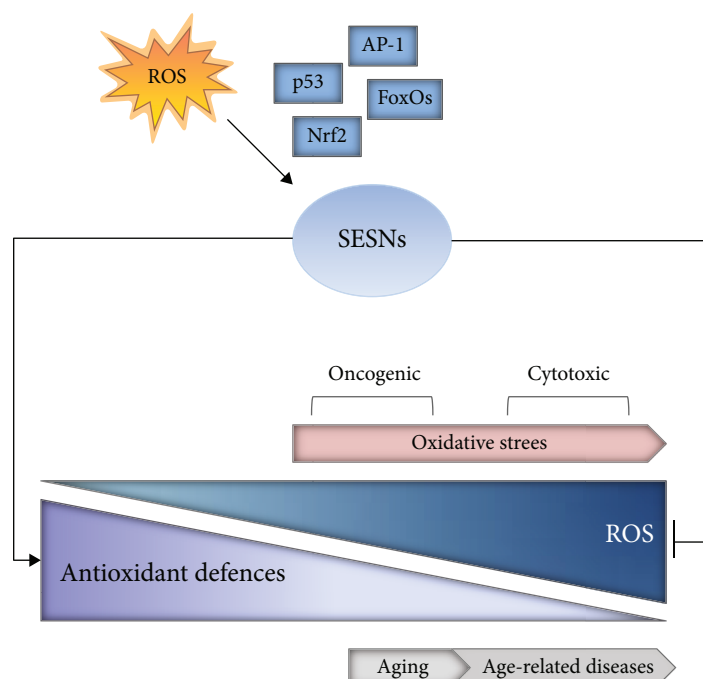 AP-1
ROS
p53
FoxOs
Nrf2
SESNs
Oncogenic
Cytotoxic
Oxidative strees
ROS
Antioxidant defences
Aging
Age-related diseases